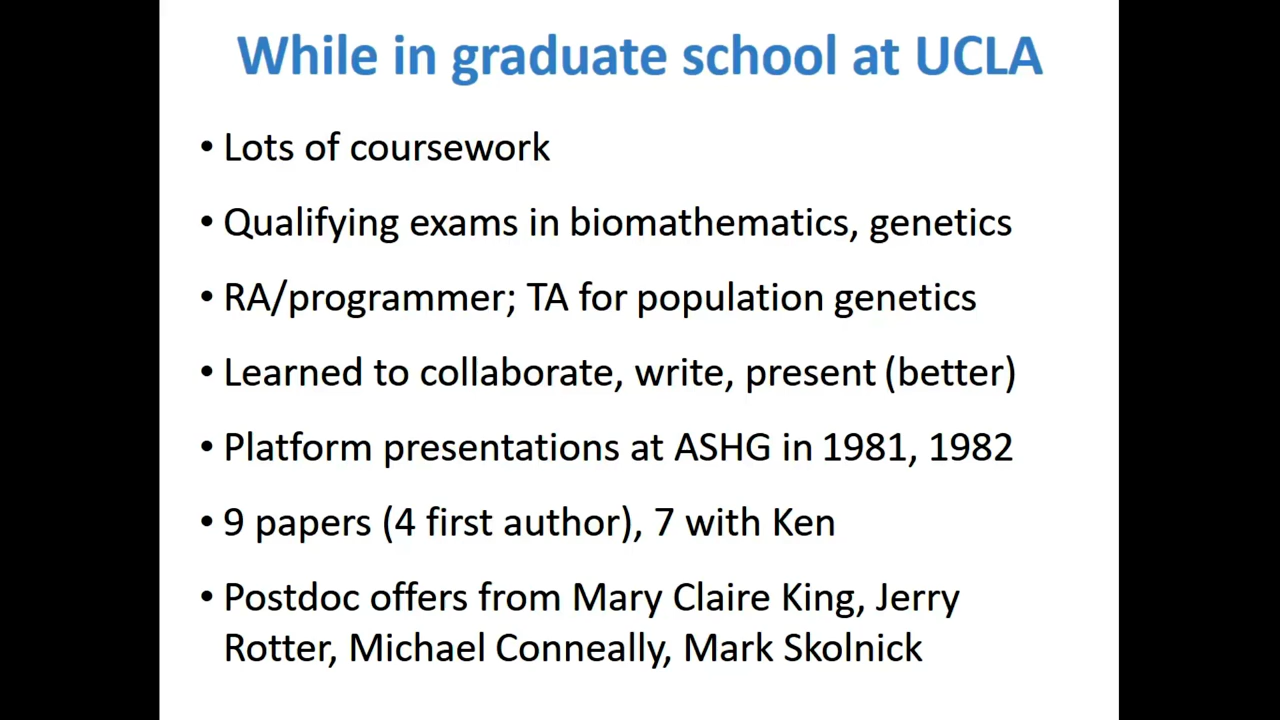 While in graduate school at UCLA
• Lots of coursework
• Qualifying exams in biomathematics, genetics
• RA/programmer; TA for population genetics
• Learned to collaborate, write, present (better)
• Platform presentations at ASHG in 1981, 1982
• 9 papers (4 first author), 7 with Ken
• Postdoc offers from Mary Claire King, Jerry
Rotter, Michael Conneally, Mark Skolnick